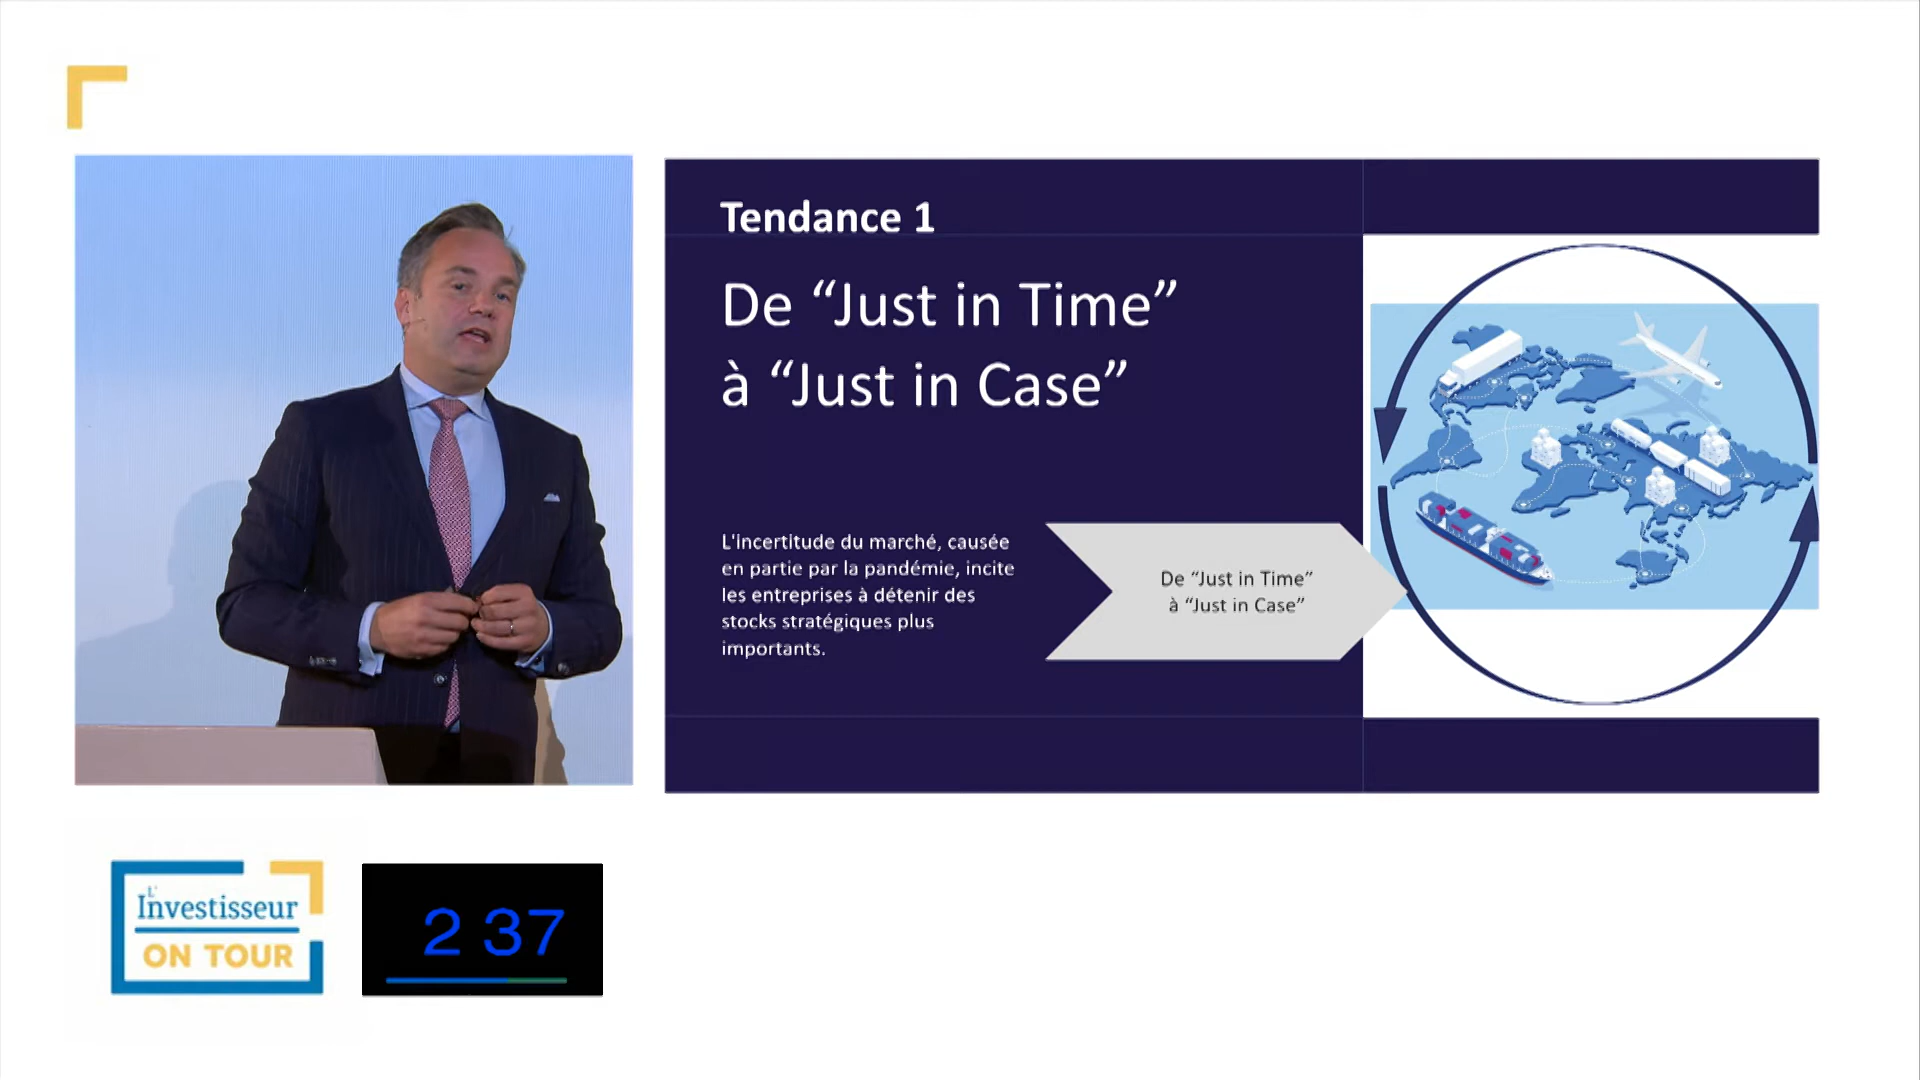 Tendance 1
De “Just in Time”
à “Just in Case”
L'incertitude du marché, causée
en partie par la pandémie, incite
les entreprises à détenir des
stocks stratégiques plus
importants.
De “Just in Time”
à “Just in Case”
L'Investisseur
ON TOUR
2 37